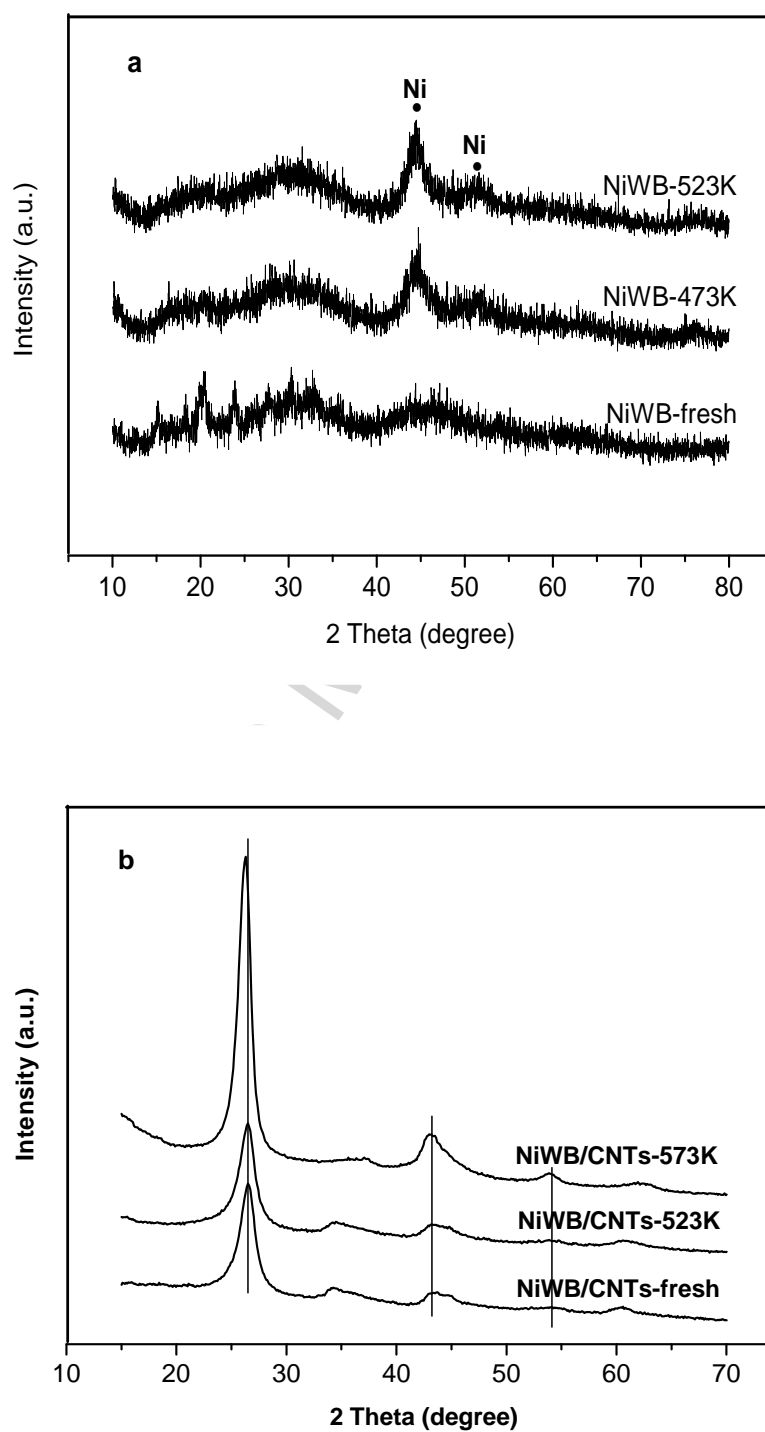 a
Ni
Ni
NiWB-523K
NiWB-473K
NiWB-fresh
Intensity (a.u.)
10 20 30 40 50 60 70 80
2 Theta (degree)
b
NiWB/CNTs-573K
NiWB/CNTs-523K
NiWB/CNTs-fresh
Intensity (a.u.)
10 20 30 40 50 60 70
2 Theta (degree)